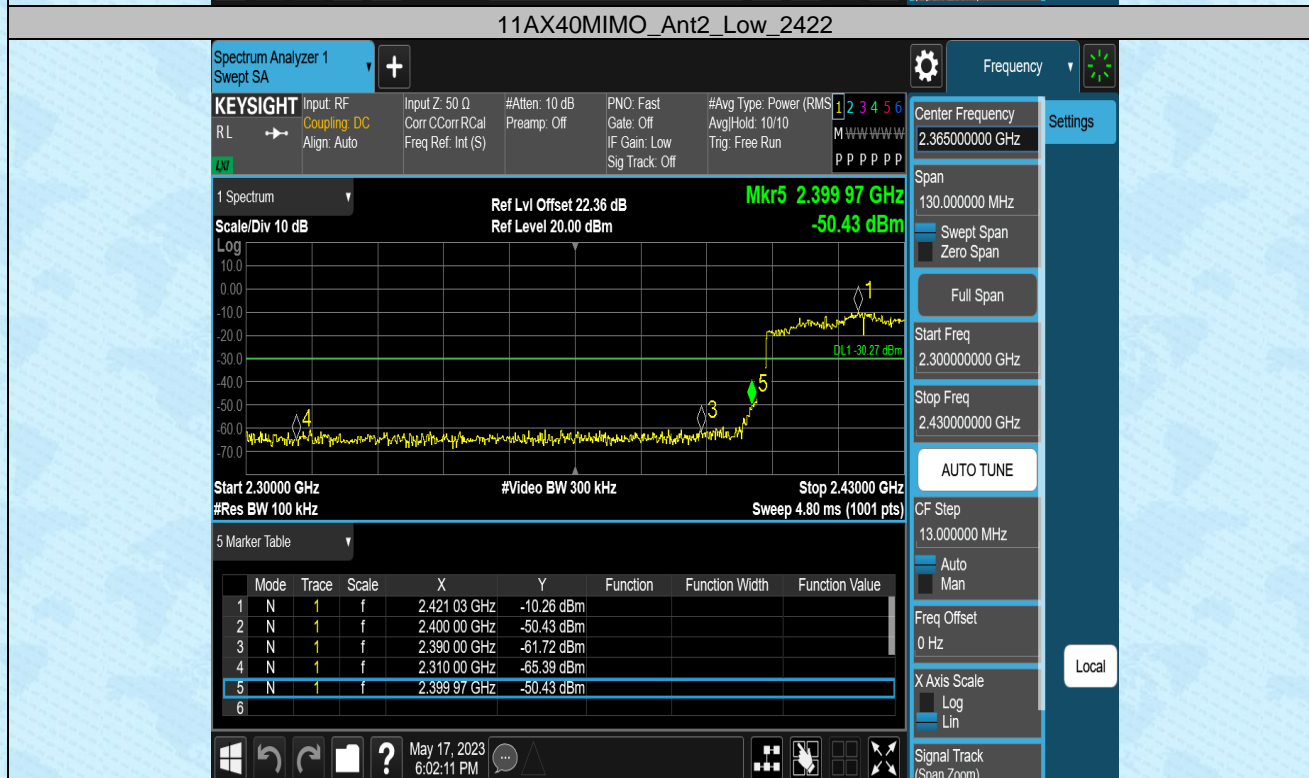 11AX40MIMO_Ant2_Low_2422
Spectrum Analyzer 1
Swept SA
Frequency
KEYSIGHT Input: RF
R L Coupling: DC
Align: Auto
LXI
Input Z: 50 Ω
Corr CCorr RCal
Freq Ref: Int (S)
#Atten: 10 dB
Preamp: Off
PNO: Fast
Gate: Off
IF Gain: Low
Sig Track: Off
#Avg Type: Power (RMS
Avg|Hold: 10/10
Trig: Free Run
1 2 3 4 5 6
M W W W W W
P P P P P P
1 Spectrum
Scale/Div 10 dB
Ref Lvl Offset 22.36 dB
Ref Level 20.00 dBm
Mkr5 2.399 97 GHz
-50.43 dBm
Log
10.0
0.00
-10.0
-20.0
-30.0
-40.0
-50.0
-60.0
-70.0
1
DL1 -30.27 dBm
5
3
4
Start 2.30000 GHz #Video BW 300 kHz Stop 2.43000 GHz
#Res BW 100 kHz Sweep 4.80 ms (1001 pts)
5 Marker Table
Mode Trace Scale X Y Function Function Width Function Value
1 N 1 f 2.421 03 GHz -10.26 dBm
2 N 1 f 2.400 00 GHz -50.43 dBm
3 N 1 f 2.390 00 GHz -61.72 dBm
4 N 1 f 2.310 00 GHz -65.39 dBm
5 N 1 f 2.399 97 GHz -50.43 dBm
6
May 17, 2023
6:02:11 PM
Center Frequency
2.365000000 GHz
Settings
Span
130.000000 MHz
Swept Span
Zero Span
Full Span
Start Freq
2.300000000 GHz
Stop Freq
2.430000000 GHz
AUTO TUNE
CF Step
13.000000 MHz
Auto
Man
Freq Offset
0 Hz
X Axis Scale
Log
Lin
Local
Signal Track
(Span Zoom)